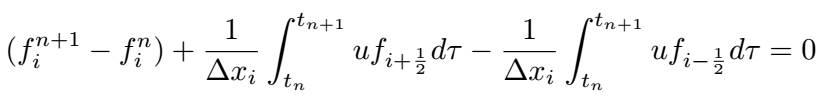 $(f_i^{n+1} - f_i^n) + \frac{1}{\Delta x_i} \int_{t_n}^{t_{n+1}} u f_{i+\frac{1}{2}} d\tau - \frac{1}{\Delta x_i} \int_{t_n}^{t_{n+1}} u f_{i-\frac{1}{2}} d\tau = 0$